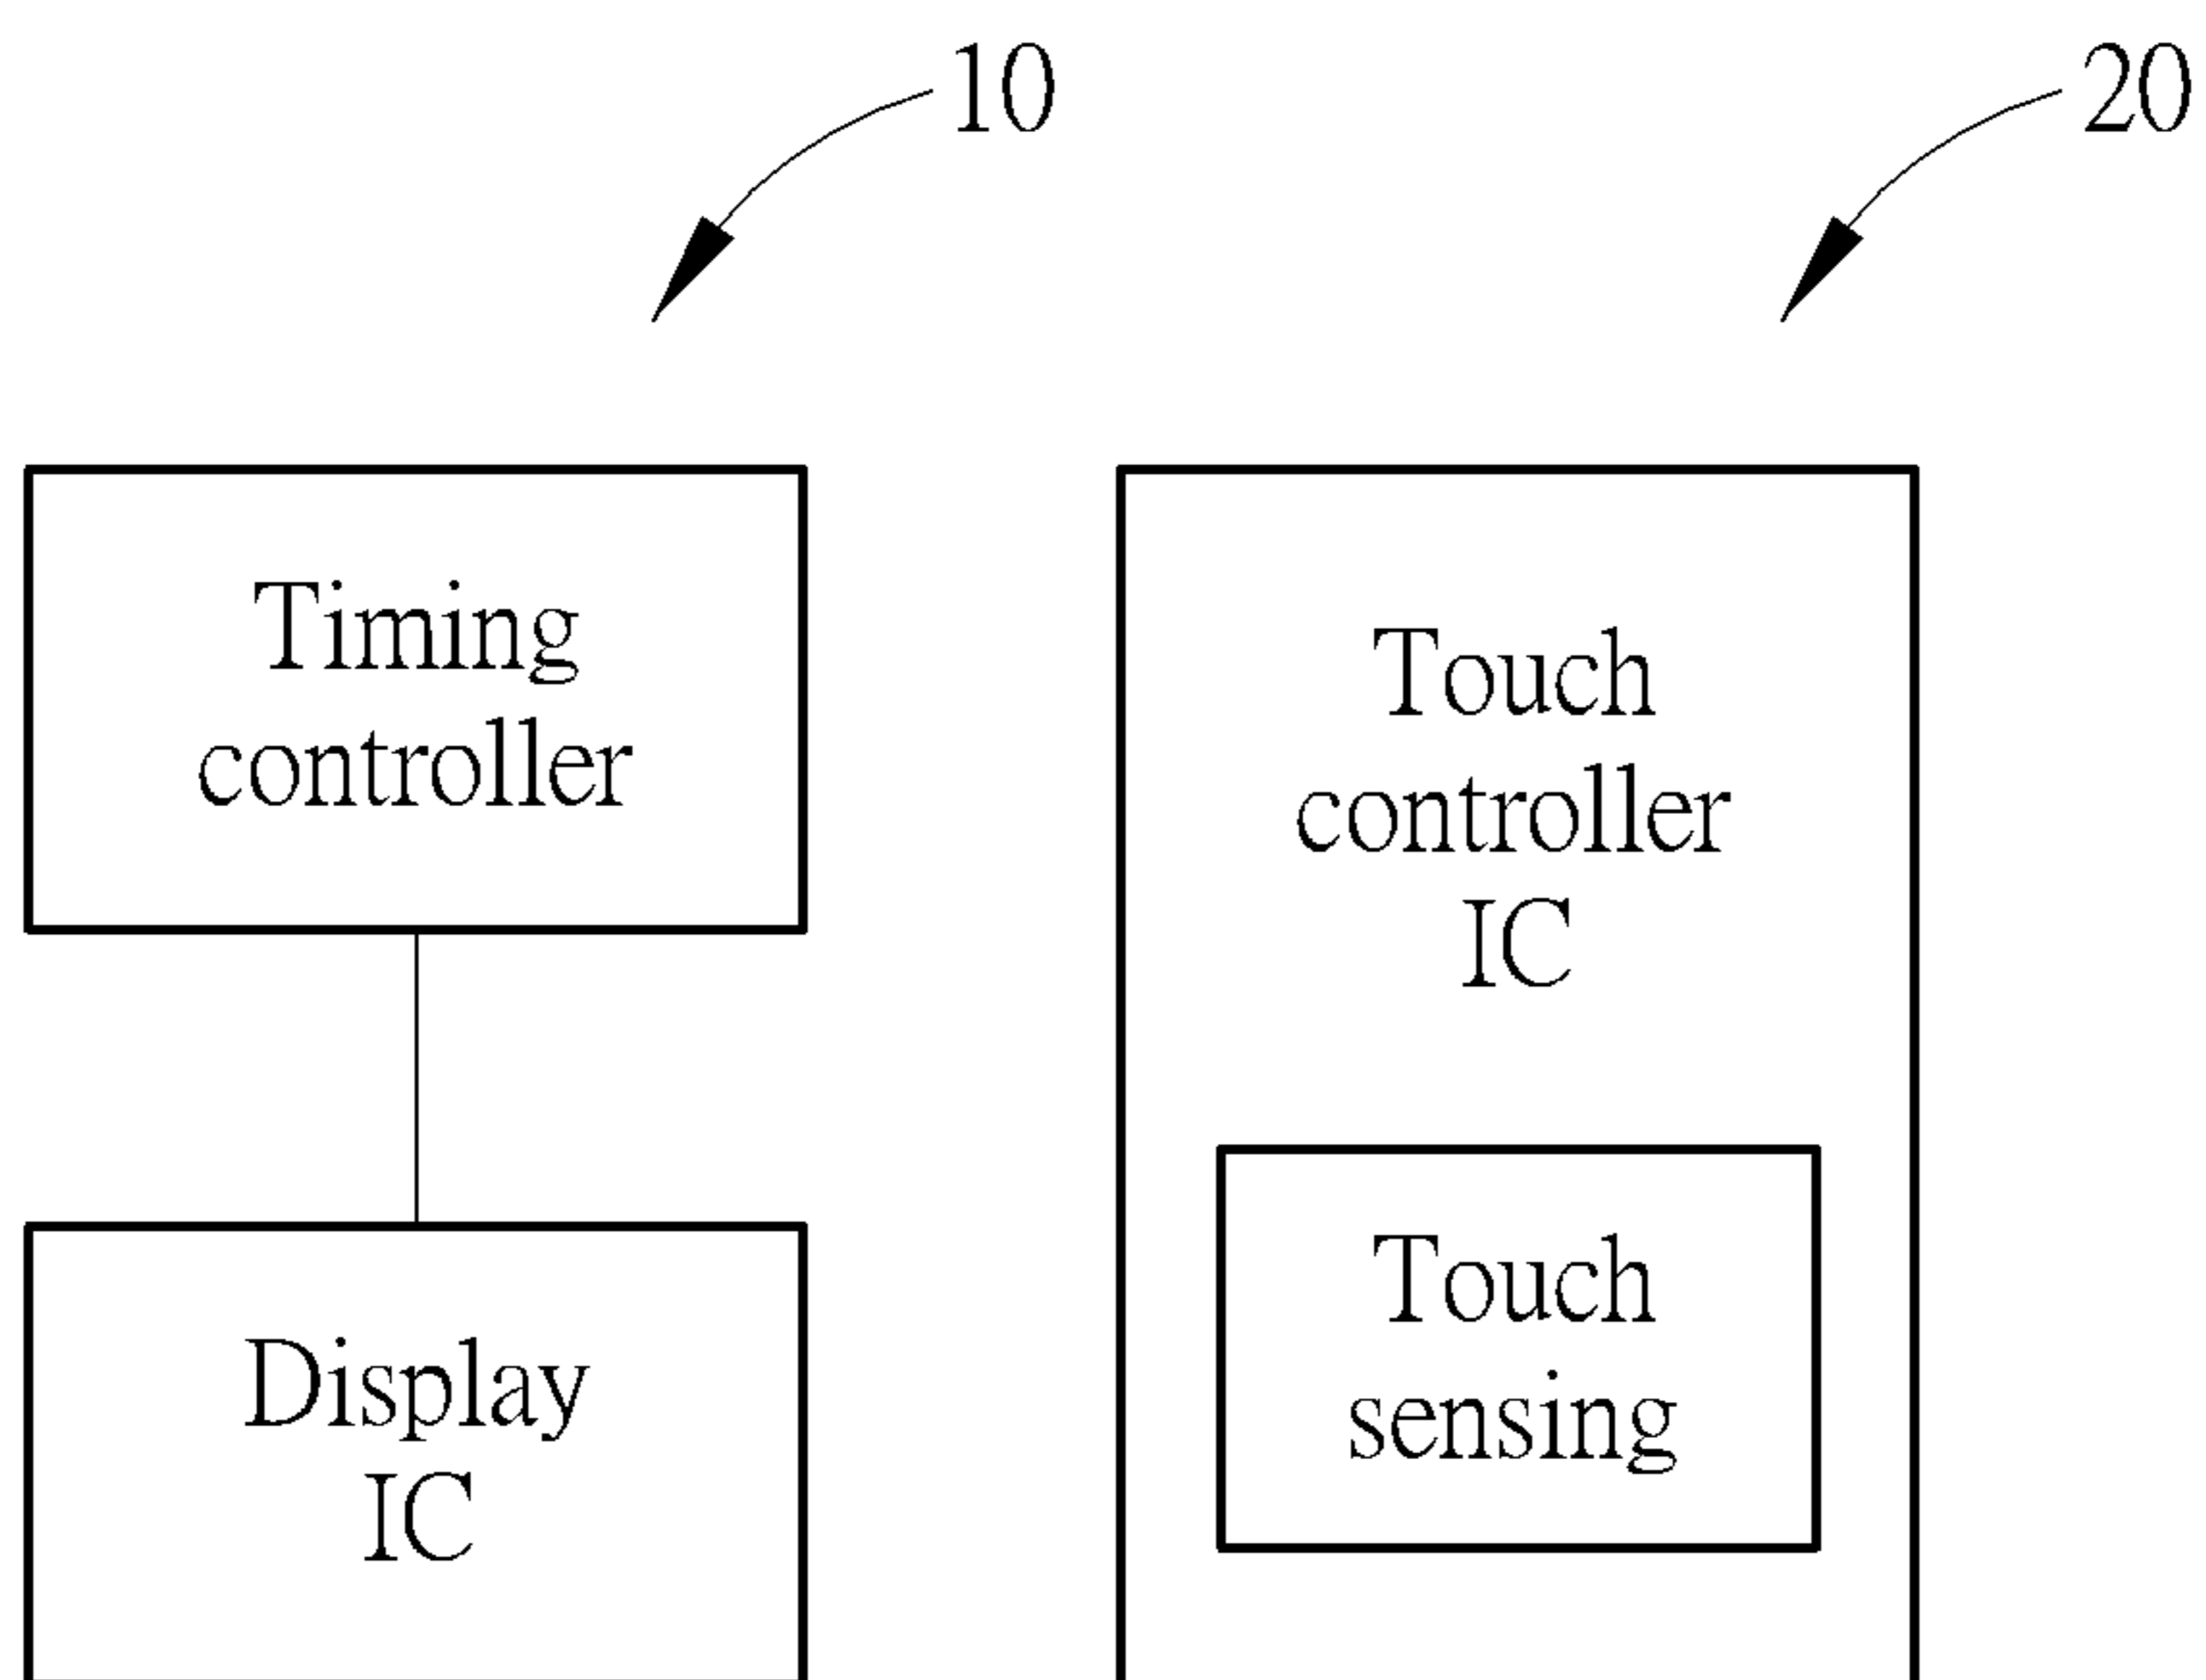 10
20
Timing
controller
Touch
controller
IC
Display
IC
Touch
sensing